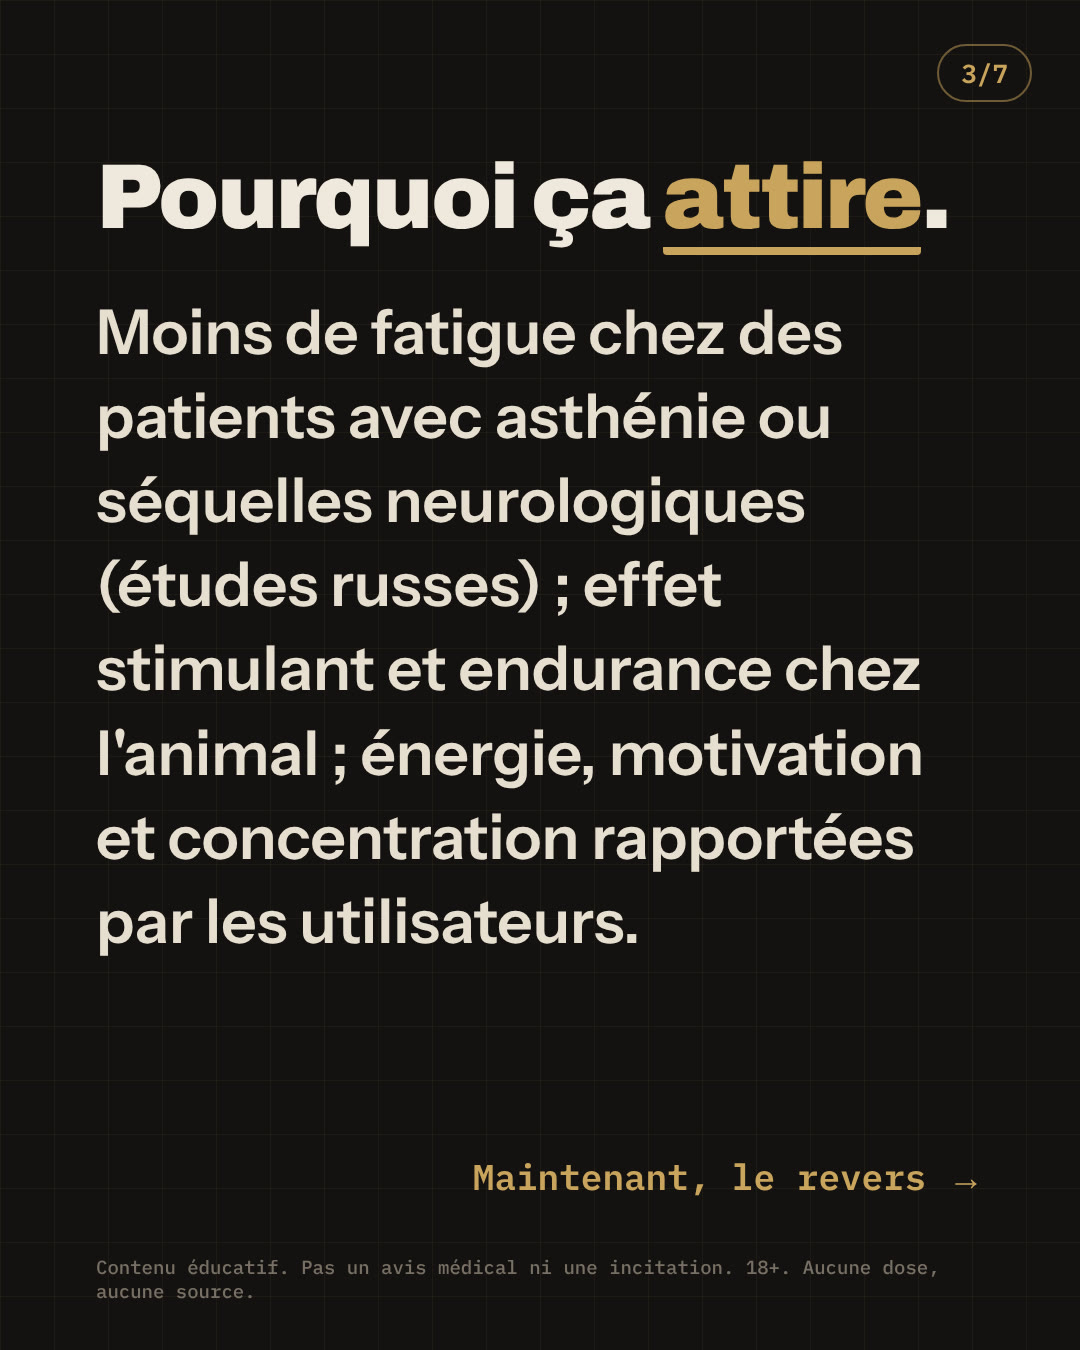 3/7
Pourquoi ça attire.
Moins de fatigue chez des
patients avec asthénie ou
séquelles neurologiques
(études russes) ; effet
stimulant et endurance chez
l'animal ; énergie, motivation
et concentration rapportées
par les utilisateurs.
Maintenant, le revers →
Contenu éducatif. Pas un avis médical ni une incitation. 18+. Aucune dose,
aucune source.